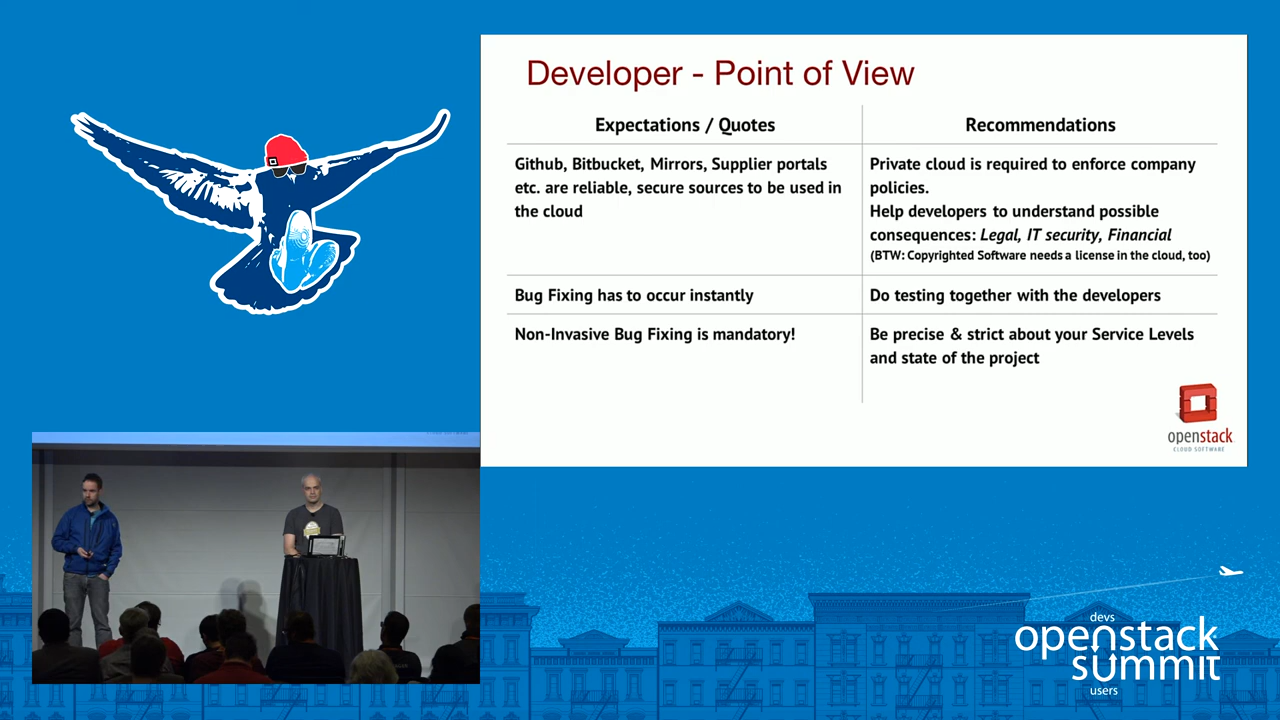 Developer - Point of View
Expectations / Quotes
Recommendations
Github, Bitbucket, Mirrors, Supplier portals
etc. are reliable, secure sources to be used in
the cloud
Private cloud is required to enforce company
policies.
Help developers to understand possible
consequences: Legal, IT security, Financial
(BTW: Copyrighted Software needs a license in the cloud, too)
Bug Fixing has to occur instantly
Do testing together with the developers
Non-Invasive Bug Fixing is mandatory!
Be precise & strict about your Service Levels
and state of the project
openstack
CLOUD SOFTWARE
devs
openstack
summit
users